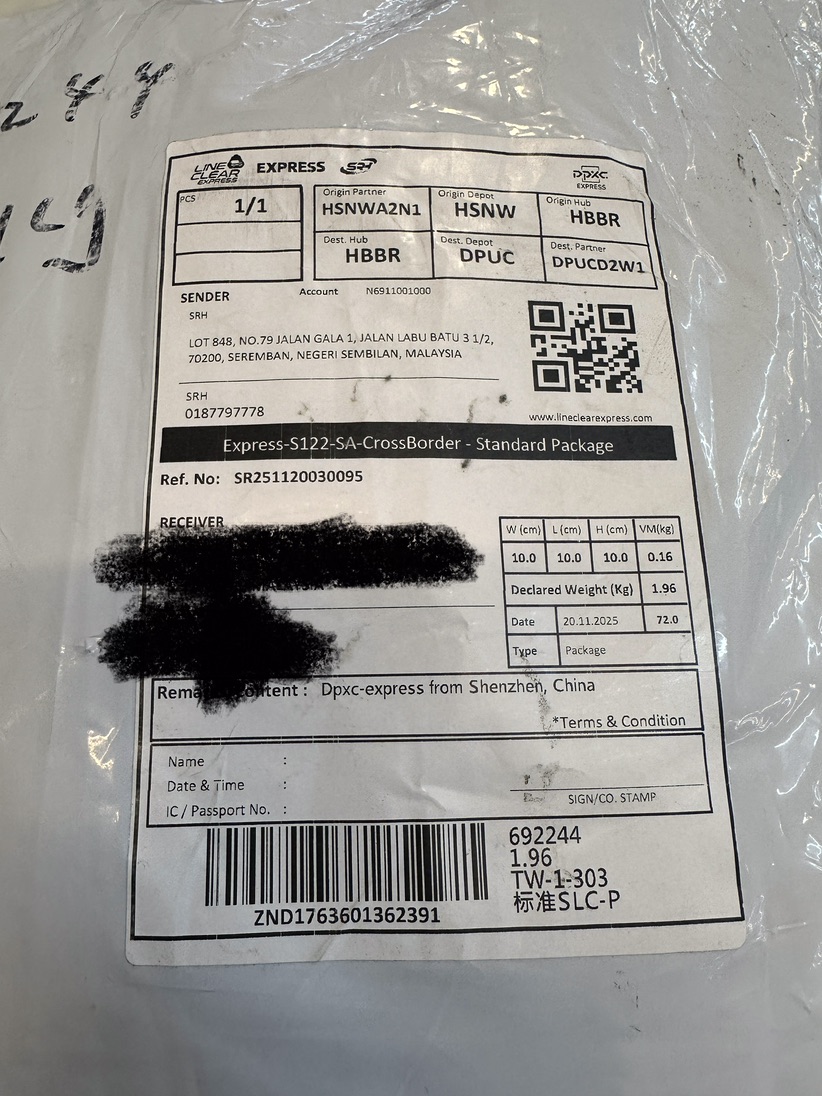 244
LINE CLEAR EXPRESS
EXPRESS
SRH
DPXC EXPRESS
PCS 1/1
Origin Partner HSNWA2N1
Origin Depot HSNW
Origin Hub HBBR
Dest. Hub HBBR
Dest. Depot DPUC
Dest. Partner DPUCD2W1
SENDER Account N6911001000
SRH
LOT 848, NO.79 JALAN GALA 1, JALAN LABU BATU 3 1/2,
70200, SEREMBAN, NEGERI SEMBILAN, MALAYSIA
SRH
0187797778
www.lineclearexpress.com
Express-S122-SA-CrossBorder - Standard Package
Ref. No: SR251120030095
RECEIVER
W (cm) L (cm) H (cm) VM(kg)
10.0 10.0 10.0 0.16
Declared Weight (Kg) 1.96
Date 20.11.2025 72.0
Type Package
Content : Dpxc-express from Shenzhen, China
*Terms & Condition
Name :
Date & Time :
IC / Passport No. :
SIGN/CO. STAMP
ZND1763601362391
692244
1.96
TW-1-303
标准SLC-P